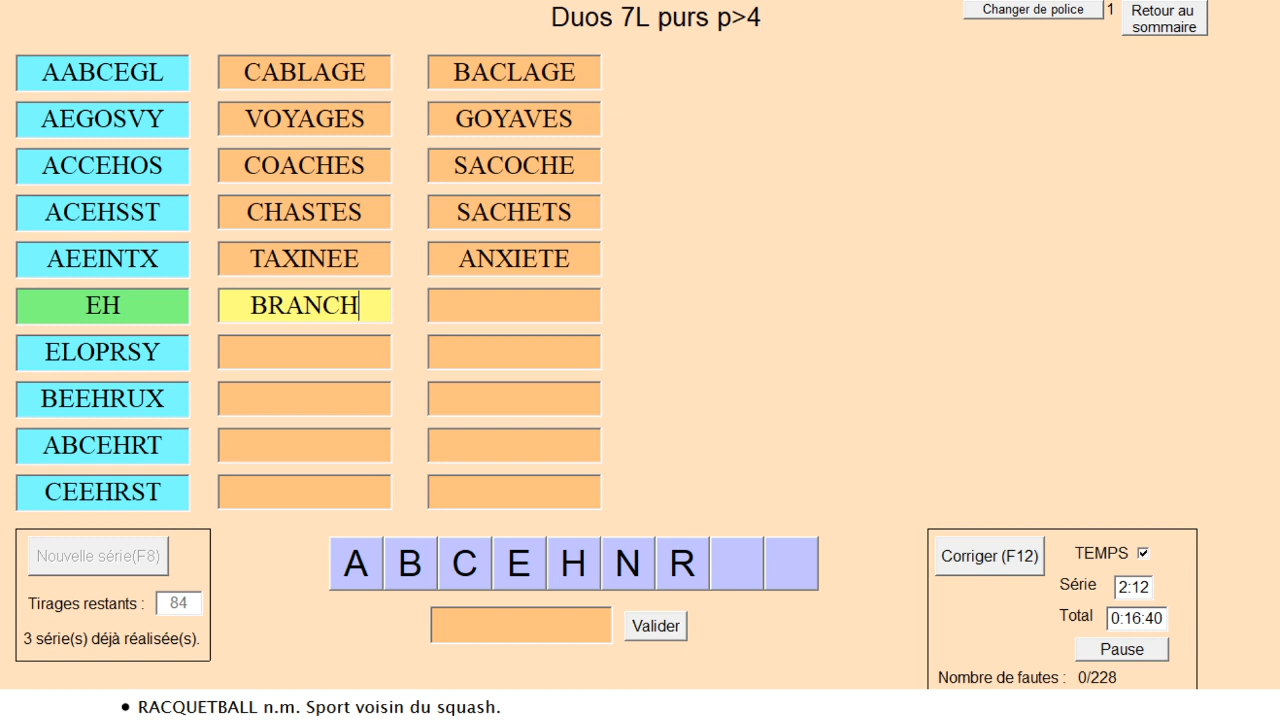 Duos 7L purs p>4
Changer de police 1
Retour au
sommaire
AABCEGL CABLAGE BACLAGE
AEGOSVY VOYAGES GOYAVES
ACCEHOS COACHES SACOCHE
ACEHSST CHASTES SACHETS
AEEINTX TAXINEE ANXIETE
EH BRANCH
ELOPRSY
BEEHRUX
ABCEHRT
CEEHRST
Nouvelle série(F8)
Tirages restants : 84
3 série(s) déjà réalisée(s).
A B C E H N R
Valider
Corriger (F12) TEMPS
Série 2:12
Total 0:16:40
Pause
Nombre de fautes : 0/228
• RACQUETBALL n.m. Sport voisin du squash.